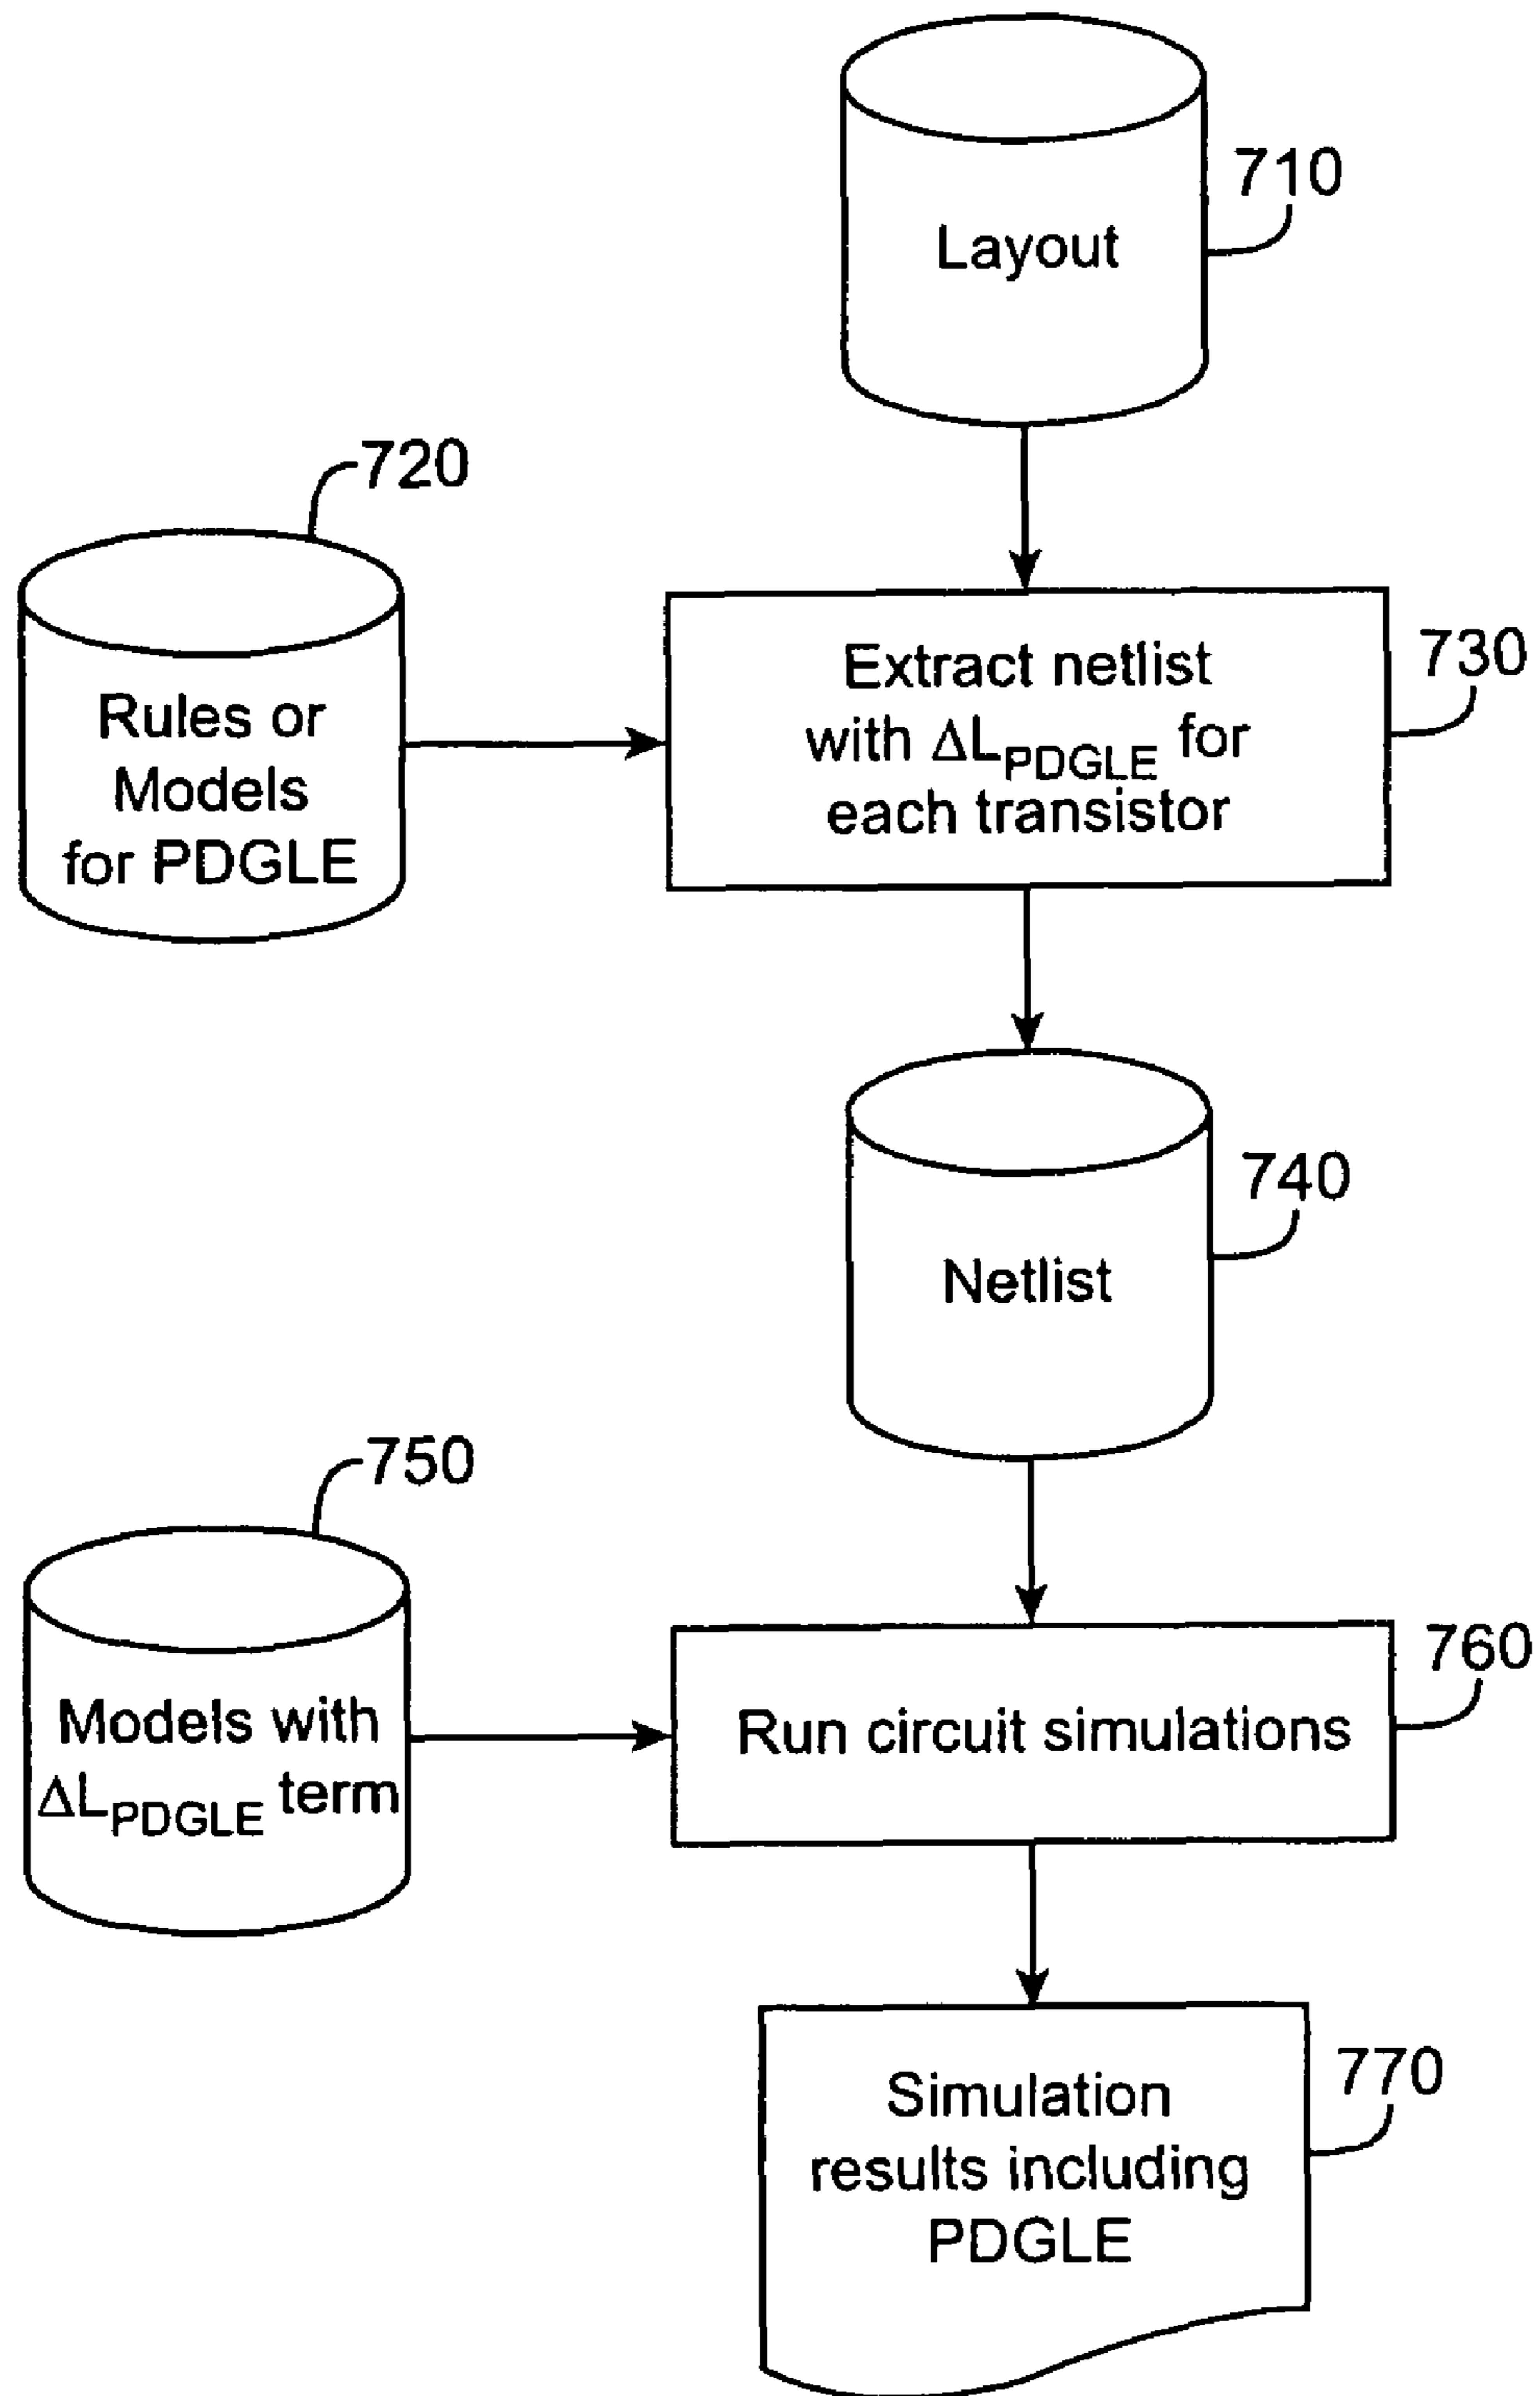 710
Layout
720
Rules or
Models
for PDGLE
730
Extract netlist
with ΔL_PDGLE for
each transistor
740
Netlist
750
Models with
ΔL_PDGLE term
760
Run circuit simulations
770
Simulation
results including
PDGLE